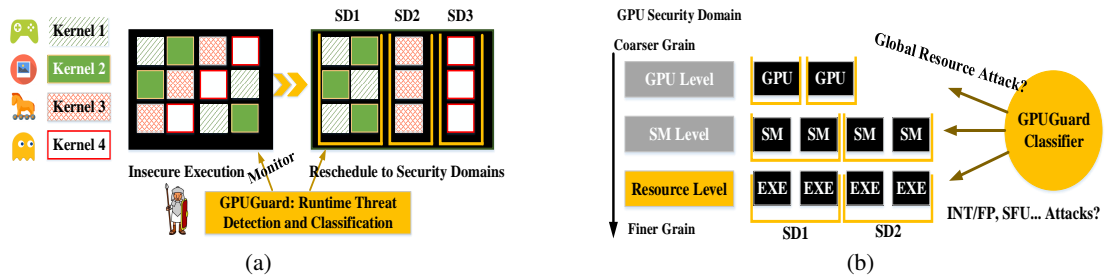 Kernel 1
Kernel 2
Kernel 3
Kernel 4
SD1 SD2 SD3
Insecure Execution
Monitor
Reschedule to Security Domains
GPUGuard: Runtime Threat
Detection and Classification
(a)
GPU Security Domain
Coarser Grain
GPU Level
SM Level
Resource Level
Finer Grain
GPU GPU
SM SM SM SM
EXE EXE EXE EXE
SD1 SD2
Global Resource Attack?
GPUGuard
Classifier
INT/FP, SFU... Attacks?
(b)